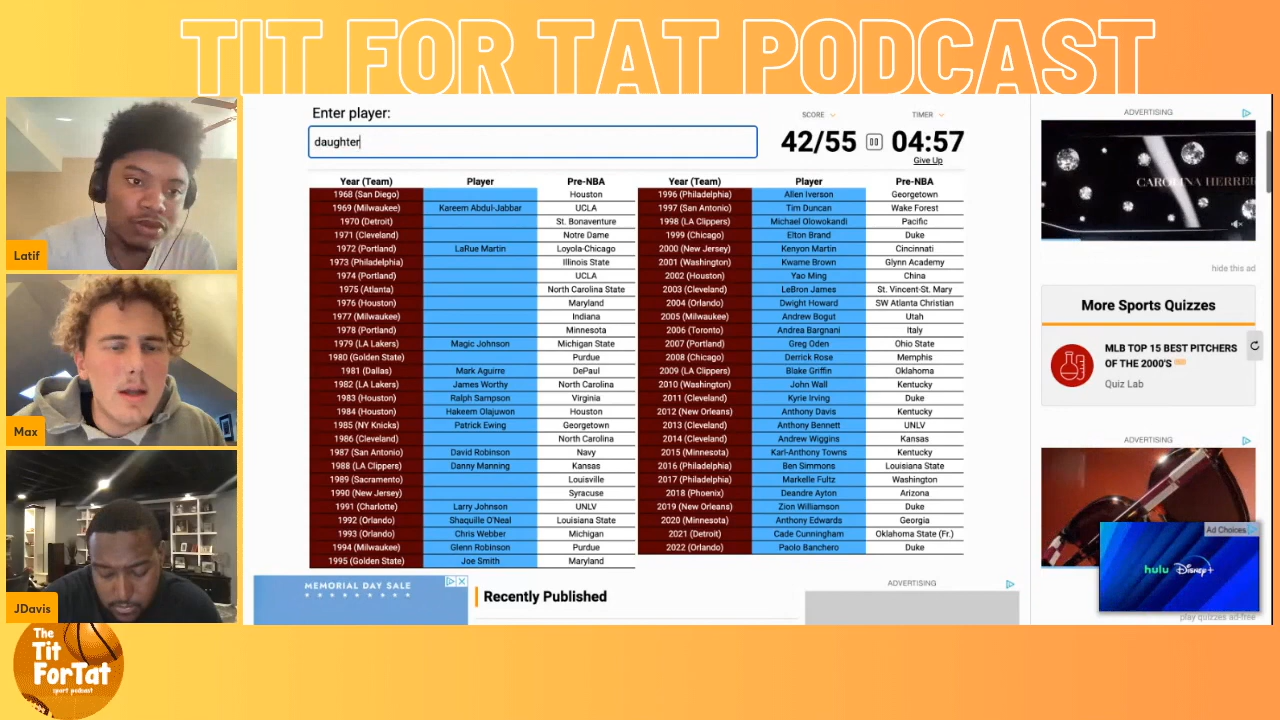 TIT FOR TAT PODCAST
Latif
Max
JDavis
The
Tit
ForTat
sport podcast
Enter player:
daughter
SCORE
42/55
TIMER
04:57
Give Up
Year (Team) Player Pre-NBA
1968 (San Diego) Houston
1969 (Milwaukee) Kareem Abdul-Jabbar UCLA
1970 (Detroit) St. Bonaventure
1971 (Cleveland) Notre Dame
1972 (Portland) LaRue Martin Loyola-Chicago
1973 (Philadelphia) Illinois State
1974 (Portland) UCLA
1975 (Atlanta) North Carolina State
1976 (Houston) Maryland
1977 (Milwaukee) Indiana
1978 (Portland) Minnesota
1979 (LA Lakers) Magic Johnson Michigan State
1980 (Golden State) Purdue
1981 (Dallas) Mark Aguirre DePaul
1982 (LA Lakers) James Worthy North Carolina
1983 (Houston) Ralph Sampson Virginia
1984 (Houston) Hakeem Olajuwon Houston
1985 (NY Knicks) Patrick Ewing Georgetown
1986 (Cleveland) North Carolina
1987 (San Antonio) David Robinson Navy
1988 (LA Clippers) Danny Manning Kansas
1989 (Sacramento) Louisville
1990 (New Jersey) Syracuse
1991 (Charlotte) Larry Johnson UNLV
1992 (Orlando) Shaquille O'Neal Louisiana State
1993 (Orlando) Chris Webber Michigan
1994 (Milwaukee) Glenn Robinson Purdue
1995 (Golden State) Joe Smith Maryland
Year (Team) Player Pre-NBA
1996 (Philadelphia) Allen Iverson Georgetown
1997 (San Antonio) Tim Duncan Wake Forest
1998 (LA Clippers) Michael Olowokandi Pacific
1999 (Chicago) Elton Brand Duke
2000 (New Jersey) Kenyon Martin Cincinnati
2001 (Washington) Kwame Brown Glynn Academy
2002 (Houston) Yao Ming China
2003 (Cleveland) LeBron James St. Vincent-St. Mary
2004 (Orlando) Dwight Howard SW Atlanta Christian
2005 (Milwaukee) Andrew Bogut Utah
2006 (Toronto) Andrea Bargnani Italy
2007 (Portland) Greg Oden Ohio State
2008 (Chicago) Derrick Rose Memphis
2009 (LA Clippers) Blake Griffin Oklahoma
2010 (Washington) John Wall Kentucky
2011 (Cleveland) Kyrie Irving Duke
2012 (New Orleans) Anthony Davis Kentucky
2013 (Cleveland) Anthony Bennett UNLV
2014 (Cleveland) Andrew Wiggins Kansas
2015 (Minnesota) Karl-Anthony Towns Kentucky
2016 (Philadelphia) Ben Simmons Louisiana State
2017 (Philadelphia) Markelle Fultz Washington
2018 (Phoenix) Deandre Ayton Arizona
2019 (New Orleans) Zion Williamson Duke
2020 (Minnesota) Anthony Edwards Georgia
2021 (Detroit) Cade Cunningham Oklahoma State (Fr.)
2022 (Orlando) Paolo Banchero Duke
MEMORIAL DAY SALE
Recently Published
ADVERTISING
ADVERTISING
CAROLINA HERRER
hide this ad
More Sports Quizzes
MLB TOP 15 BEST PITCHERS
OF THE 2000'S
Quiz Lab
ADVERTISING
Ad Choices
hulu Disney+
play quizzes ad-free